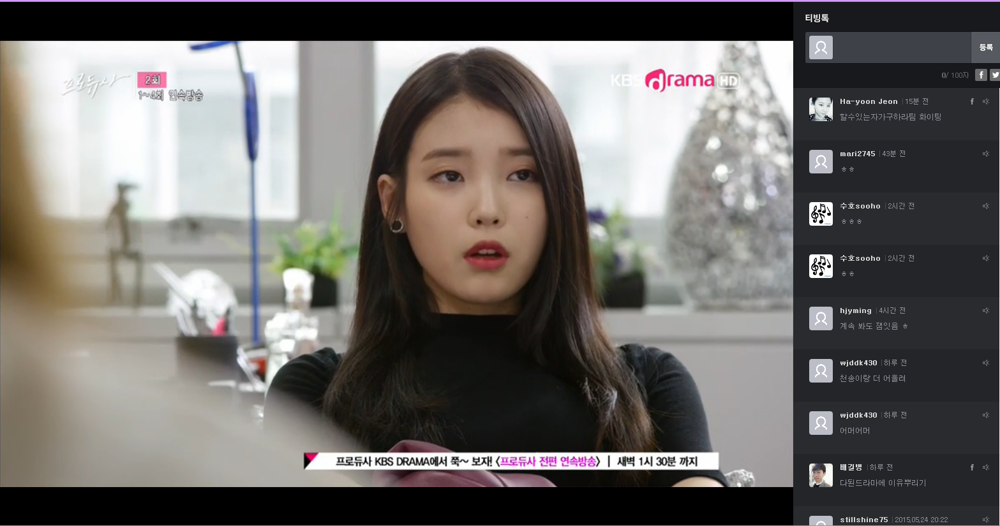 프로듀사
2회
1~4회 연속방송
KBS drama HD
프로듀사 KBS DRAMA에서 쭉~ 보자! <프로듀사 전편 연속방송> | 새벽 1시 30분 까지
티빙톡
등록
0/ 100자
Ha-yoon Jeon | 15분 전
할수있는자가구하라팀 화이팅
mari2745 | 43분 전
ㅎㅎ
수호sooho | 2시간 전
ㅎㅎㅎ
수호sooho | 2시간 전
ㅎㅎ
hjyming | 4시간 전
계속 봐도 잼잇음 ㅎ
wjddk430 | 하루 전
천송이랑 더 어울려
wjddk430 | 하루 전
어머어머
배길병 | 하루 전
다된드라마에 이유뿌리기
stillshine75 | 2015.05.24 20:22